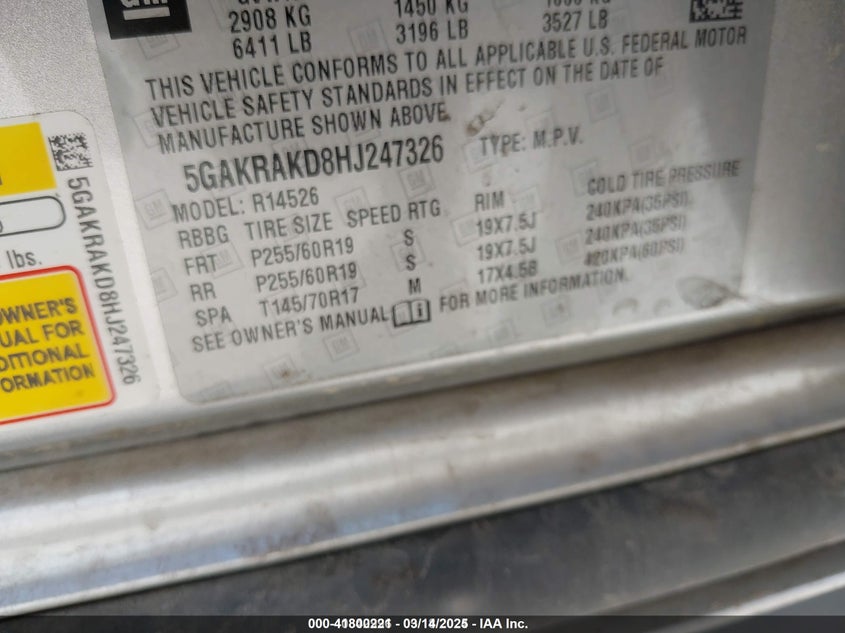 GM
2908 KG 1450 KG
6411 LB 3196 LB 3527 LB
THIS VEHICLE CONFORMS TO ALL APPLICABLE U.S. FEDERAL MOTOR
VEHICLE SAFETY STANDARDS IN EFFECT ON THE DATE OF
MANUFACTURE SHOWN ABOVE.
5GAKRAKD8HJ247326 TYPE: M.P.V.
MODEL: R14526
RBBG TIRE SIZE SPEED RTG RIM COLD TIRE PRESSURE
FRT P255/60R19 S 19X7.5J 240KPA(35PSI)
RR P255/60R19 S 19X7.5J 240KPA(35PSI)
SPA T145/70R17 M 17X4.5B 420KPA(60PSI)
SEE OWNER'S MANUAL FOR MORE INFORMATION.
5GAKRAKD8HJ247326
lbs.
OWNER'S
UAL FOR
DITIONAL
ORMATION
- IAA Inc.